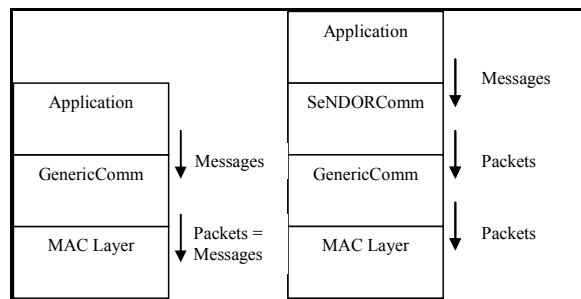 Application
GenericComm
MAC Layer
Messages
Packets =
Messages
Application
SeNDORComm
GenericComm
MAC Layer
Messages
Packets
Packets